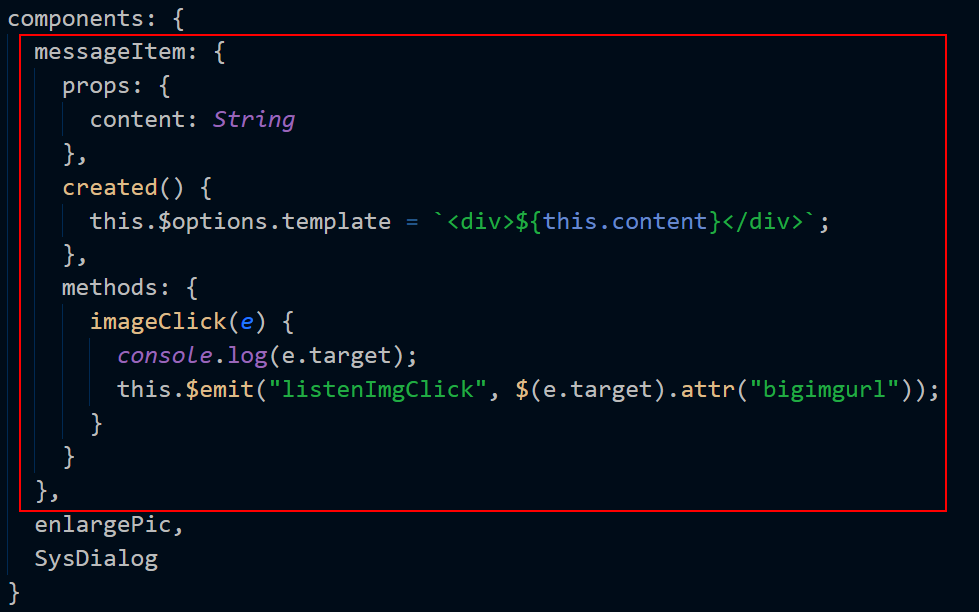 components: {
messageItem: {
props: {
content: String
},
created() {
this.$options.template = `<div>${this.content}</div>`;
},
methods: {
imageClick(e) {
console.log(e.target);
this.$emit("listenImgClick", $(e.target).attr("bigimgurl"));
}
}
},
enlargePic,
SysDialog
}